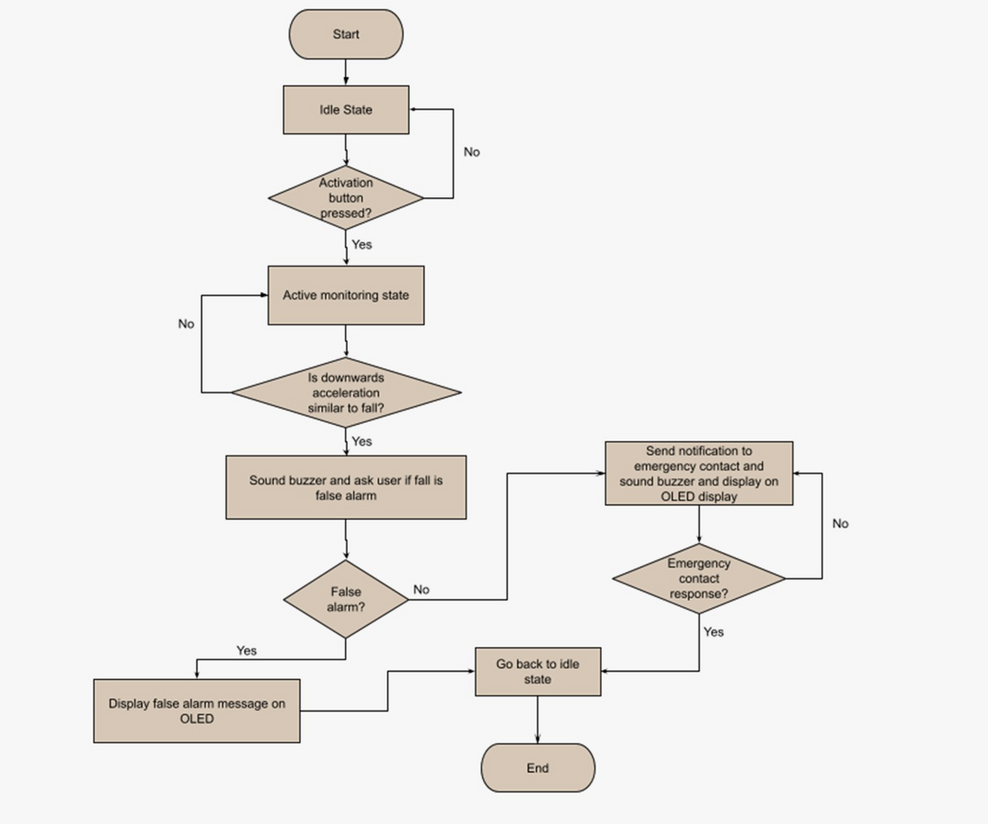 Start
Idle State
No
Activation
button
pressed?
Yes
Active monitoring state
No
Is downwards
acceleration
similar to fall?
Yes
Sound buzzer and ask user if fall is
false alarm
Send notification to
emergency contact and
sound buzzer and display on
OLED display
No
Emergency
contact
response?
False
alarm?
No
Yes
Yes
Display false alarm message on
OLED
Go back to idle
state
End